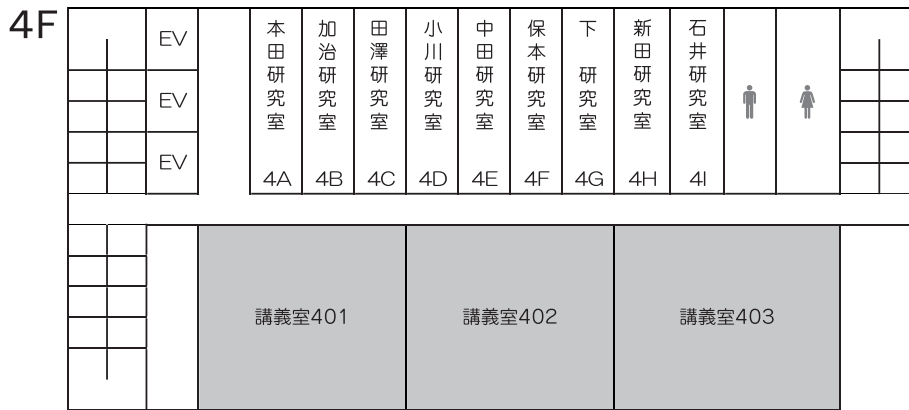 4F
EV
EV
EV
本田研究室
4A
加治研究室
4B
田澤研究室
4C
小川研究室
4D
中田研究室
4E
保本研究室
4F
下 研究室
4G
新田研究室
4H
石井研究室
4I
講義室401
講義室402
講義室403